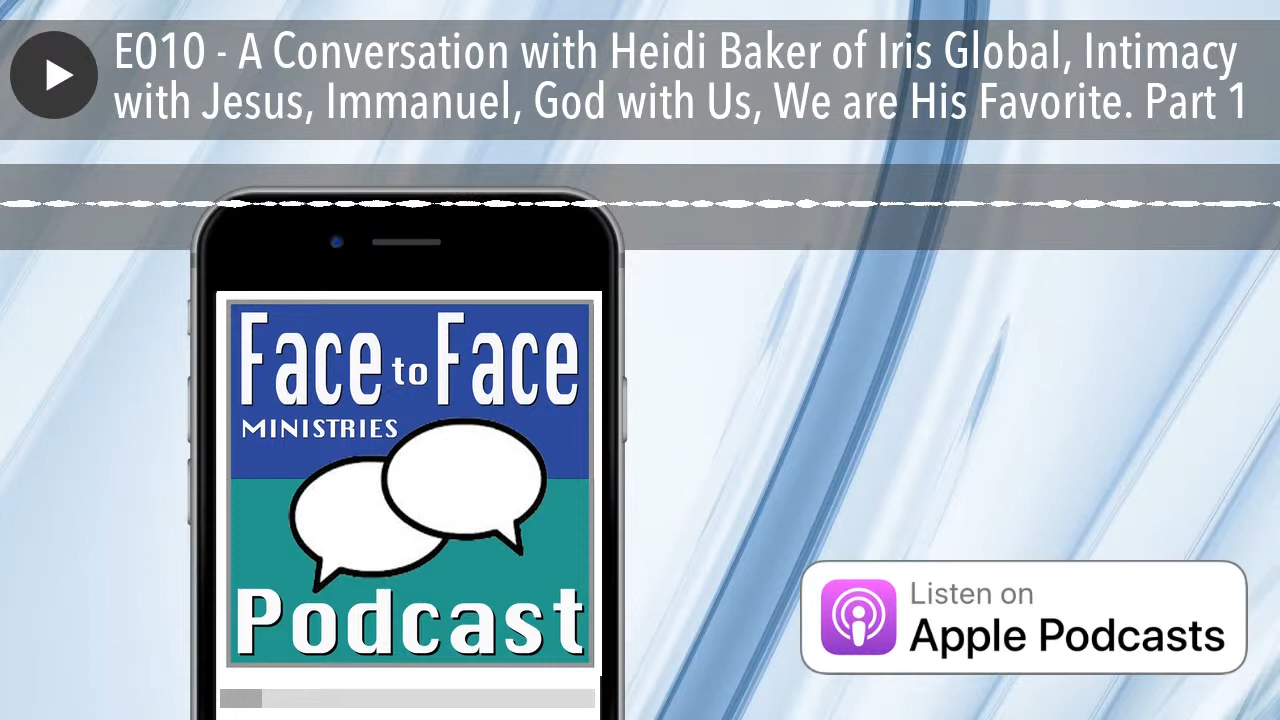 E010 - A Conversation with Heidi Baker of Iris Global, Intimacy
with Jesus, Immanuel, God with Us, We are His Favorite. Part 1
Face to Face
MINISTRIES
Podcast
Listen on
Apple Podcasts